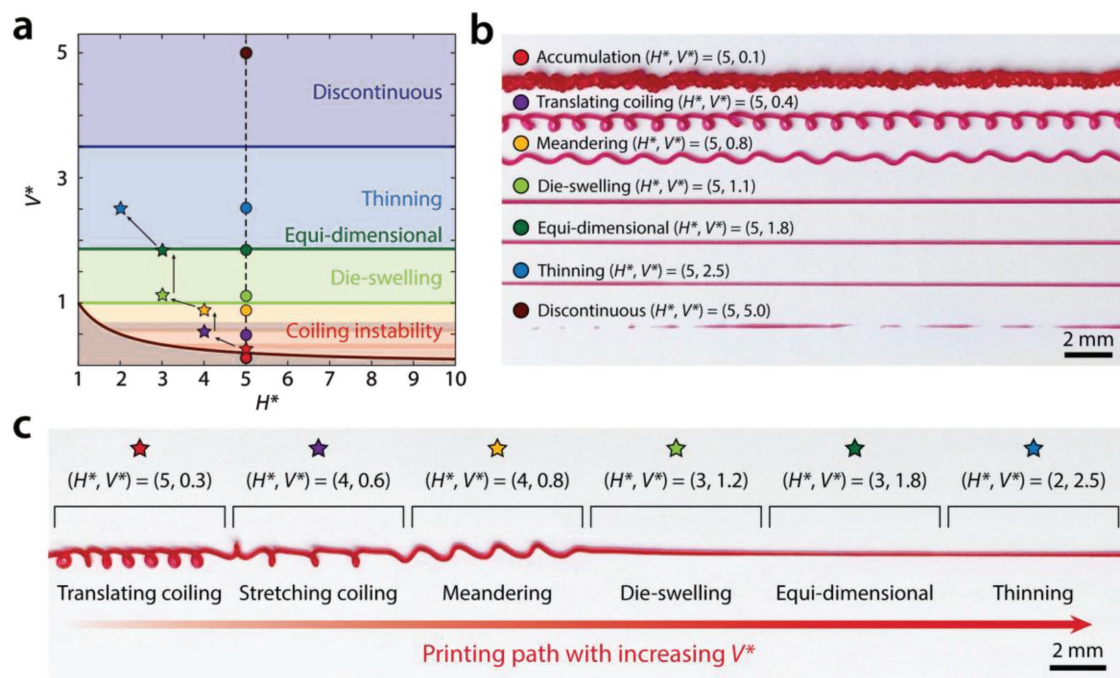 a
5
3
1
V*
Discontinuous
Thinning
Equi-dimensional
Die-swelling
Coiling instability
1 2 3 4 5 6 7 8 9 10
H*
b
Accumulation (H*, V*) = (5, 0.1)
Translating coiling (H*, V*) = (5, 0.4)
Meandering (H*, V*) = (5, 0.8)
Die-swelling (H*, V*) = (5, 1.1)
Equi-dimensional (H*, V*) = (5, 1.8)
Thinning (H*, V*) = (5, 2.5)
Discontinuous (H*, V*) = (5, 5.0)
2 mm
c
(H*, V*) = (5, 0.3) (H*, V*) = (4, 0.6) (H*, V*) = (4, 0.8) (H*, V*) = (3, 1.2) (H*, V*) = (3, 1.8) (H*, V*) = (2, 2.5)
Translating coiling Stretching coiling Meandering Die-swelling Equi-dimensional Thinning
Printing path with increasing V*
2 mm